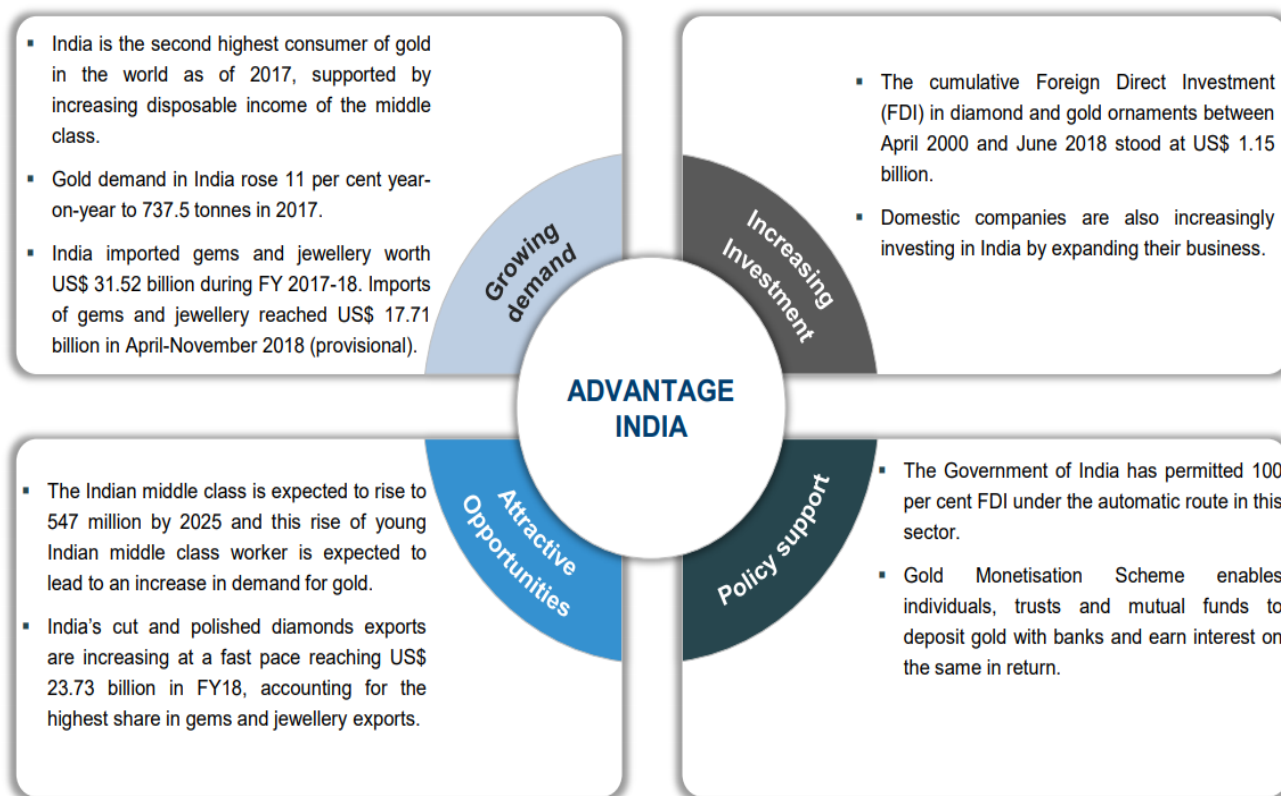 ▪ India is the second highest consumer of gold
in the world as of 2017, supported by
increasing disposable income of the middle
class.
▪ Gold demand in India rose 11 per cent year-
on-year to 737.5 tonnes in 2017.
▪ India imported gems and jewellery worth
US$ 31.52 billion during FY 2017-18. Imports
of gems and jewellery reached US$ 17.71
billion in April-November 2018 (provisional).
Growing
demand
▪ The cumulative Foreign Direct Investment
(FDI) in diamond and gold ornaments between
April 2000 and June 2018 stood at US$ 1.15
billion.
▪ Domestic companies are also increasingly
investing in India by expanding their business.
Increasing
Investment
ADVANTAGE
INDIA
▪ The Indian middle class is expected to rise to
547 million by 2025 and this rise of young
Indian middle class worker is expected to
lead to an increase in demand for gold.
▪ India’s cut and polished diamonds exports
are increasing at a fast pace reaching US$
23.73 billion in FY18, accounting for the
highest share in gems and jewellery exports.
Attractive
Opportunities
▪ The Government of India has permitted 100
per cent FDI under the automatic route in this
sector.
▪ Gold Monetisation Scheme enables
individuals, trusts and mutual funds to
deposit gold with banks and earn interest on
the same in return.
Policy support